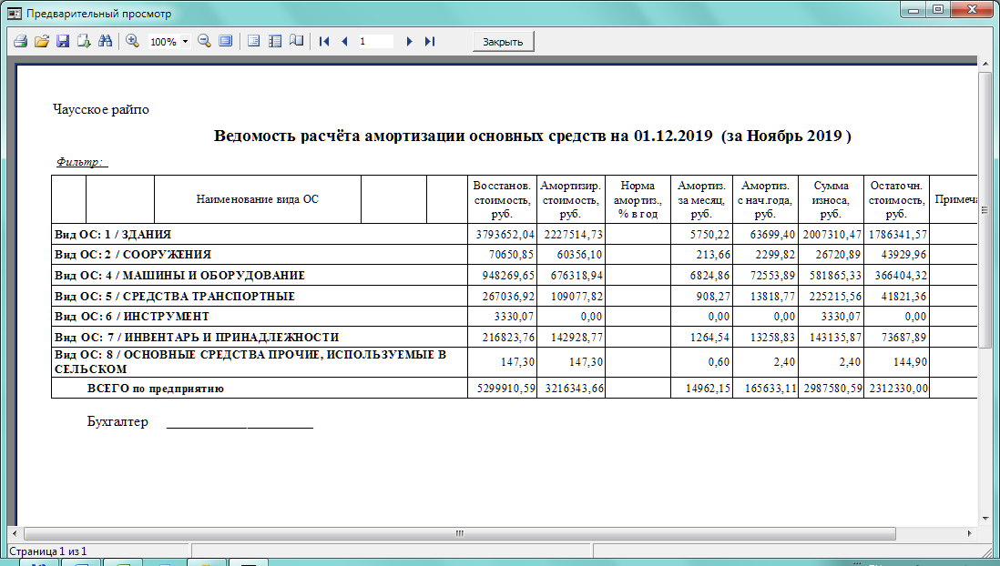 Предварительный просмотр
100% 1 Закрыть
Чаусское райпо
Ведомость расчёта амортизации основных средств на 01.12.2019 (за Ноябрь 2019 )
Фильтр:
Наименование вида ОС
Восстанов. стоимость, руб.
Амортизир. стоимость, руб.
Норма амортиз., % в год
Амортиз. за месяц, руб.
Амортиз. с нач.года, руб.
Сумма износа, руб.
Остаточн. стоимость, руб.
Примеча
Вид ОС: 1 / ЗДАНИЯ 3793652,04 2227514,73 5750,22 63699,40 2007310,47 1786341,57
Вид ОС: 2 / СООРУЖЕНИЯ 70650,85 60356,10 213,66 2299,82 26720,89 43929,96
Вид ОС: 4 / МАШИНЫ И ОБОРУДОВАНИЕ 948269,65 676318,94 6824,86 72553,89 581865,33 366404,32
Вид ОС: 5 / СРЕДСТВА ТРАНСПОРТНЫЕ 267036,92 109077,82 908,27 13818,77 225215,56 41821,36
Вид ОС: 6 / ИНСТРУМЕНТ 3330,07 0,00 0,00 0,00 3330,07 0,00
Вид ОС: 7 / ИНВЕНТАРЬ И ПРИНАДЛЕЖНОСТИ 216823,76 142928,77 1264,54 13258,83 143135,87 73687,89
Вид ОС: 8 / ОСНОВНЫЕ СРЕДСТВА ПРОЧИЕ, ИСПОЛЬЗУЕМЫЕ В
СЕЛЬСКОМ 147,30 147,30 0,60 2,40 2,40 144,90
ВСЕГО по предприятию 5299910,59 3216343,66 14962,15 165633,11 2987580,59 2312330,00
Бухгалтер
Страница 1 из 1